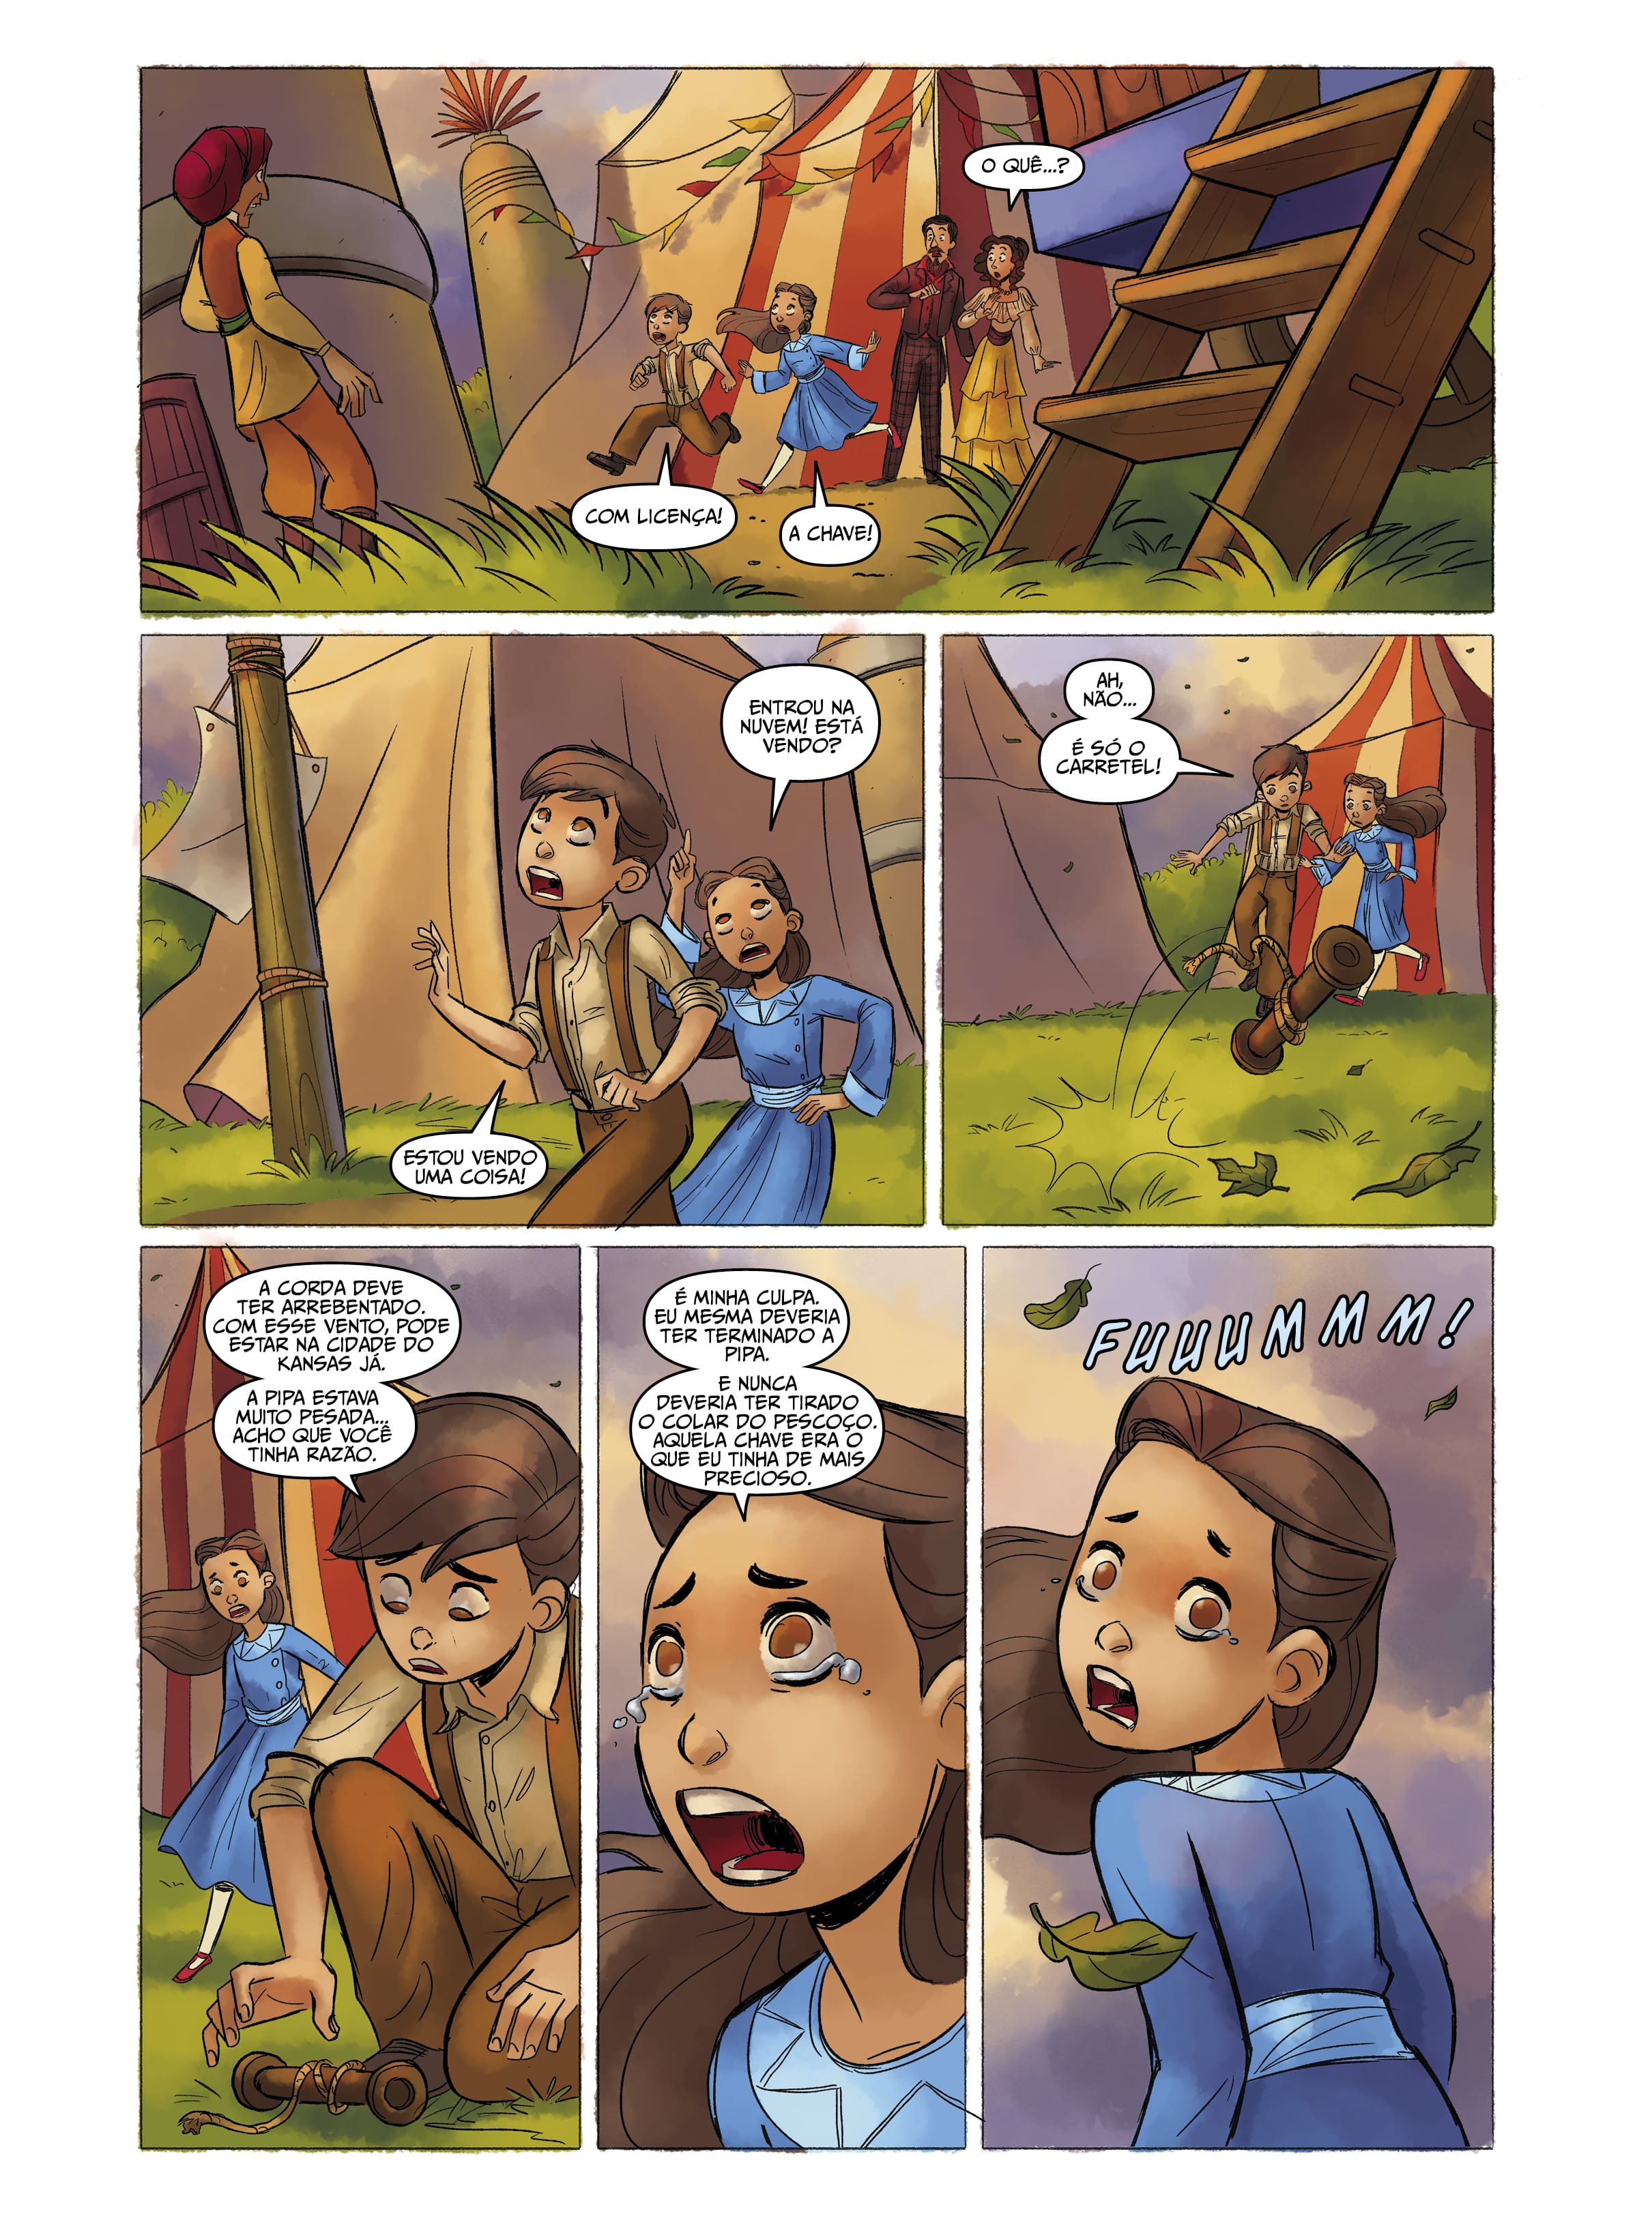 O QUÊ...?
COM LICENÇA!
A CHAVE!
ENTROU NA
NUVEM! ESTÁ
VENDO?
ESTOU VENDO
UMA COISA!
AH,
NÃO...
É SÓ O
CARRETEL!
A CORDA DEVE
TER ARREBENTADO.
COM ESSE VENTO, PODE
ESTAR NA CIDADE DO
KANSAS JÁ.
A PIPA ESTAVA
MUITO PESADA...
ACHO QUE VOCÊ
TINHA RAZÃO.
É MINHA CULPA.
EU MESMA DEVERIA
TER TERMINADO A
PIPA.
E NUNCA
DEVERIA TER TIRADO
O COLAR DO PESCOÇO.
AQUELA CHAVE ERA O
QUE EU TINHA DE MAIS
PRECIOSO.
FUUUMMM!